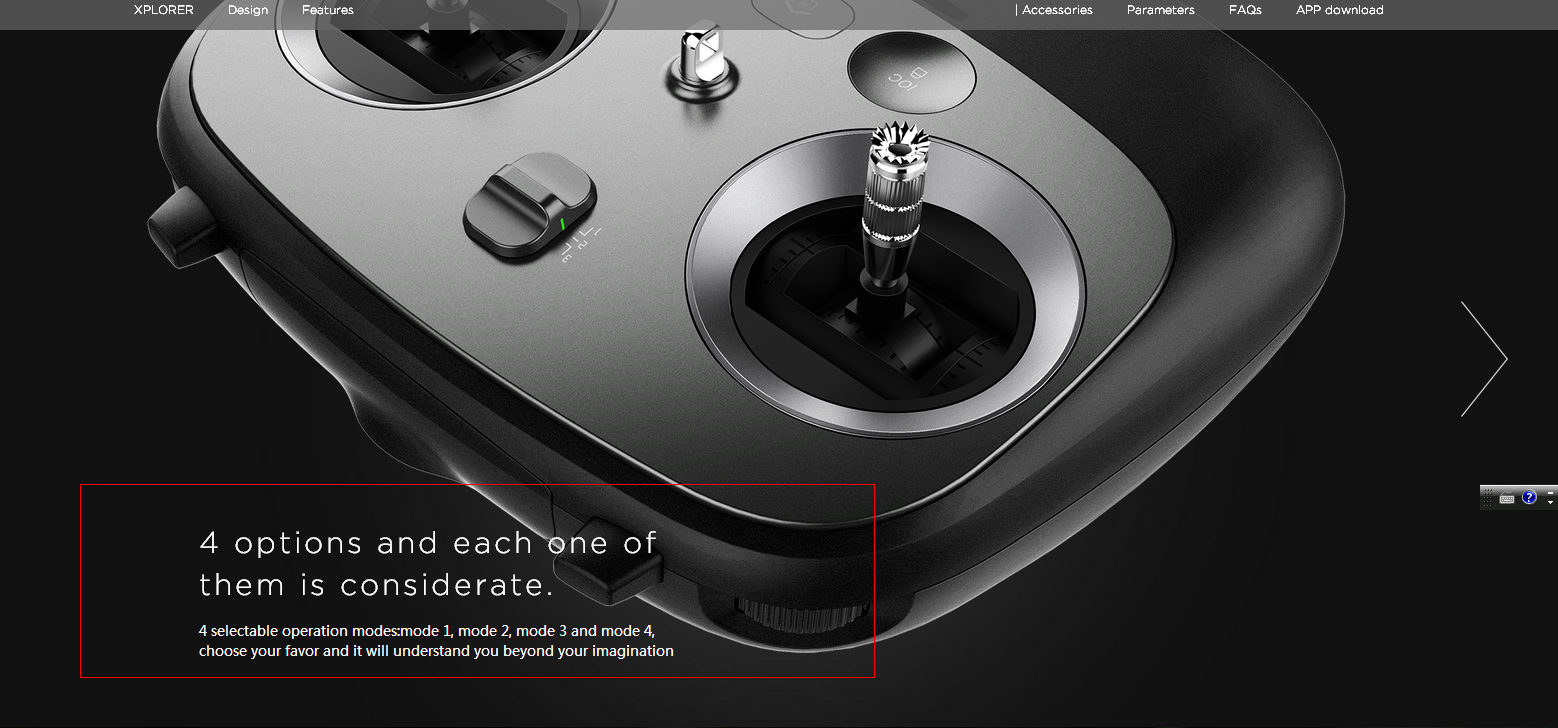 XPLORER Design Features | Accessories Parameters FAQs APP download
IOC
1
2
3
4 options and each one of
them is considerate.
4 selectable operation modes:mode 1, mode 2, mode 3 and mode 4,
choose your favor and it will understand you beyond your imagination
?